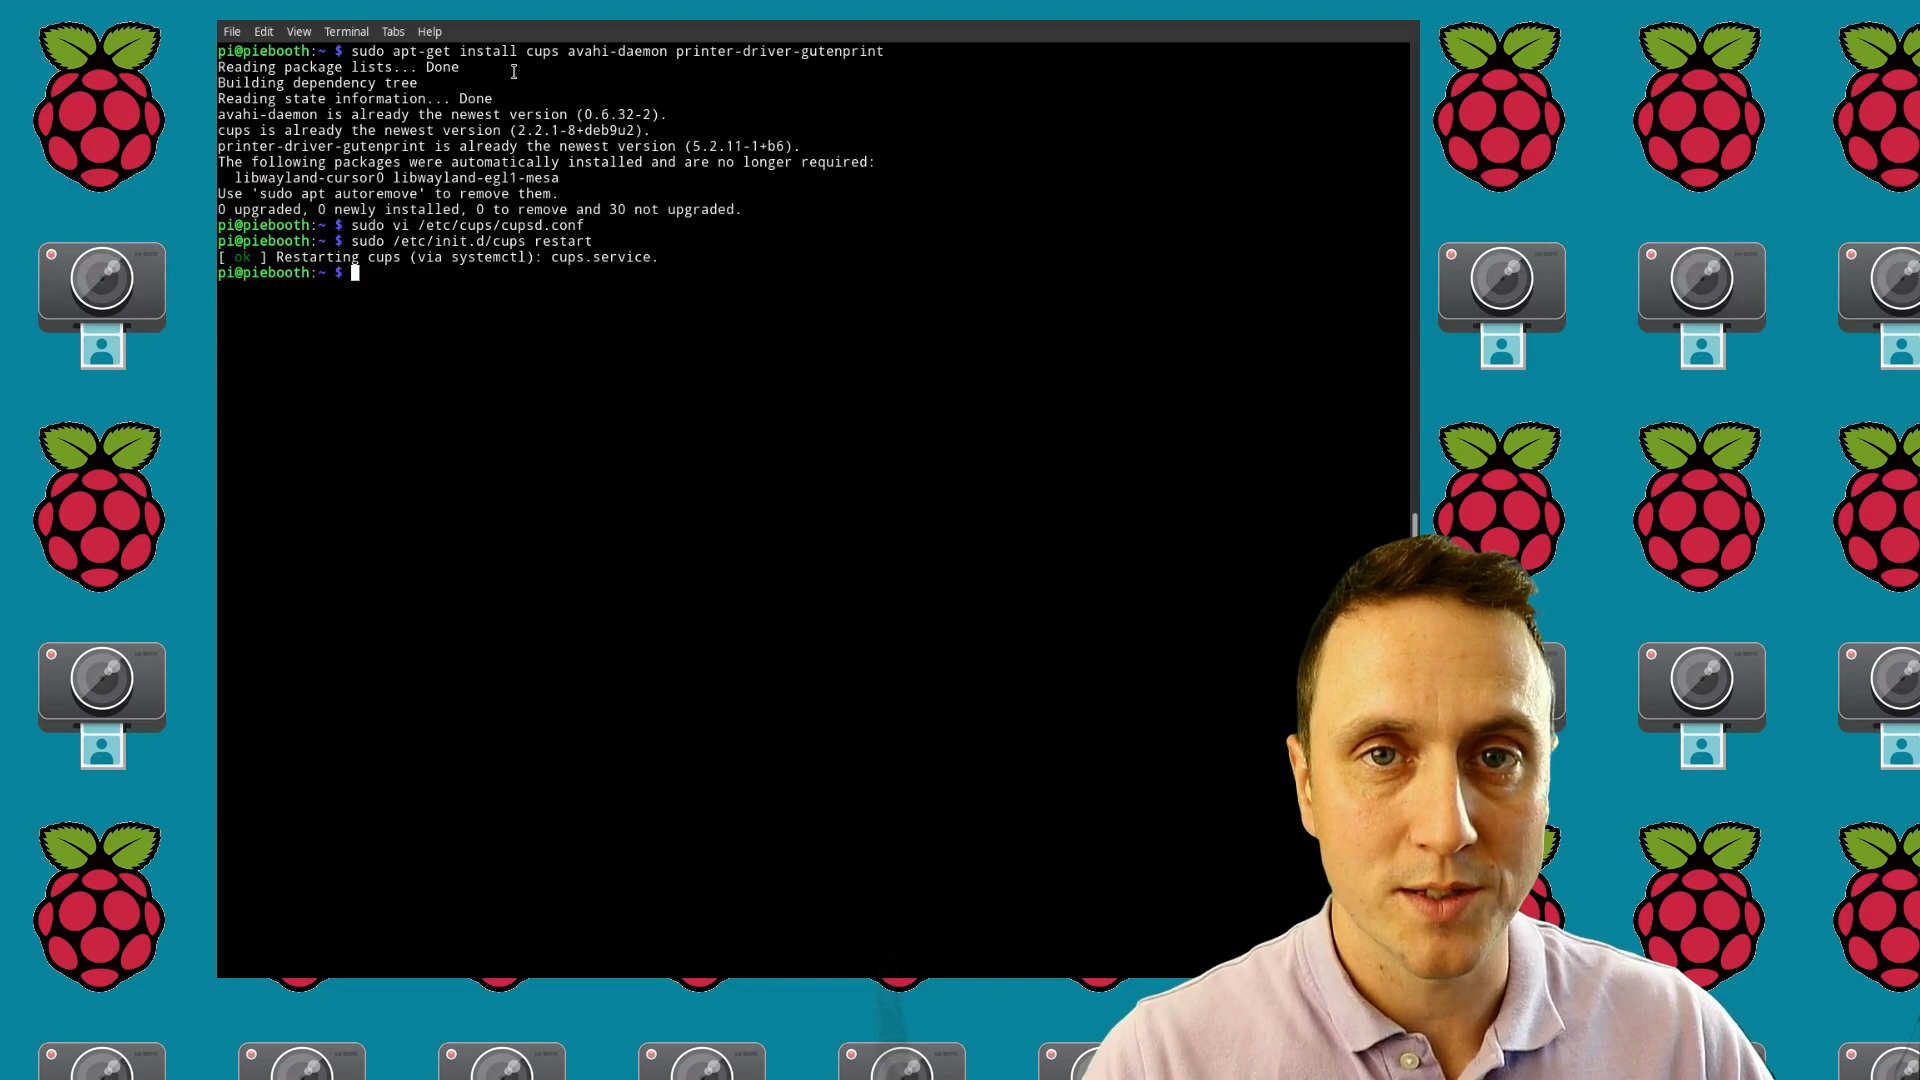 File Edit View Terminal Tabs Help
pi@piebooth:~ $ sudo apt-get install cups avahi-daemon printer-driver-gutenprint
Reading package lists... Done
Building dependency tree
Reading state information... Done
avahi-daemon is already the newest version (0.6.32-2).
cups is already the newest version (2.2.1-8+deb9u2).
printer-driver-gutenprint is already the newest version (5.2.11-1+b6).
The following packages were automatically installed and are no longer required:
  libwayland-cursor0 libwayland-egl1-mesa
Use 'sudo apt autoremove' to remove them.
0 upgraded, 0 newly installed, 0 to remove and 30 not upgraded.
pi@piebooth:~ $ sudo vi /etc/cups/cupsd.conf
pi@piebooth:~ $ sudo /etc/init.d/cups restart
[ ok ] Restarting cups (via systemctl): cups.service.
pi@piebooth:~ $